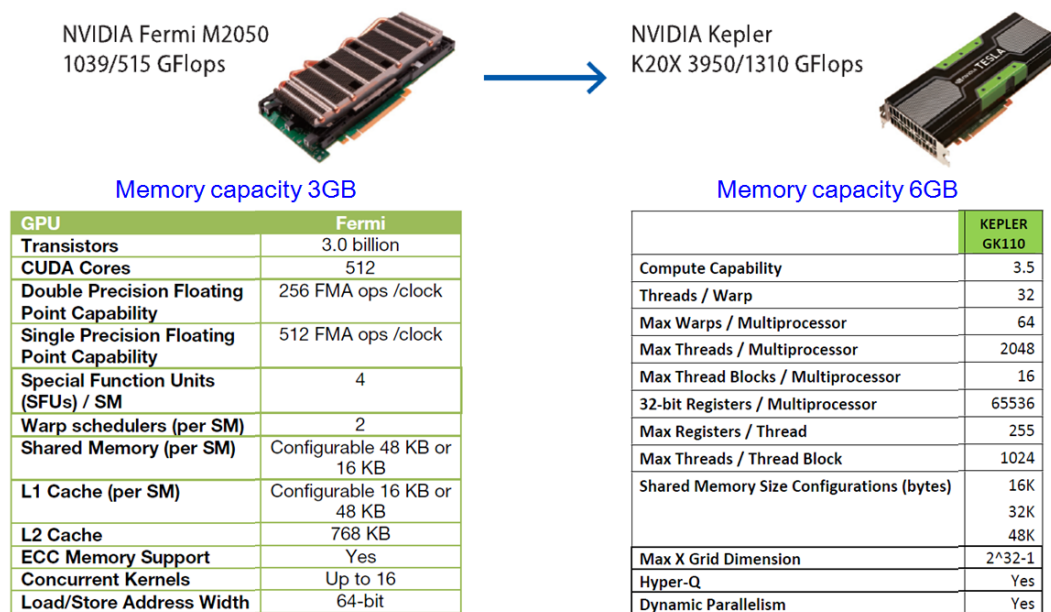 NVIDIA Fermi M2050
1039/515 GFlops
NVIDIA Kepler
K20X 3950/1310 GFlops
TESLA
Memory capacity 3GB
Memory capacity 6GB
GPU Fermi
Transistors 3.0 billion
CUDA Cores 512
Double Precision Floating 256 FMA ops /clock
Point Capability
Single Precision Floating 512 FMA ops /clock
Point Capability
Special Function Units 4
(SFUs) / SM
Warp schedulers (per SM) 2
Shared Memory (per SM) Configurable 48 KB or
16 KB
L1 Cache (per SM) Configurable 16 KB or
48 KB
L2 Cache 768 KB
ECC Memory Support Yes
Concurrent Kernels Up to 16
Load/Store Address Width 64-bit
KEPLER
GK110
Compute Capability 3.5
Threads / Warp 32
Max Warps / Multiprocessor 64
Max Threads / Multiprocessor 2048
Max Thread Blocks / Multiprocessor 16
32-bit Registers / Multiprocessor 65536
Max Registers / Thread 255
Max Threads / Thread Block 1024
Shared Memory Size Configurations (bytes) 16K
32K
48K
Max X Grid Dimension 2^32-1
Hyper-Q Yes
Dynamic Parallelism Yes